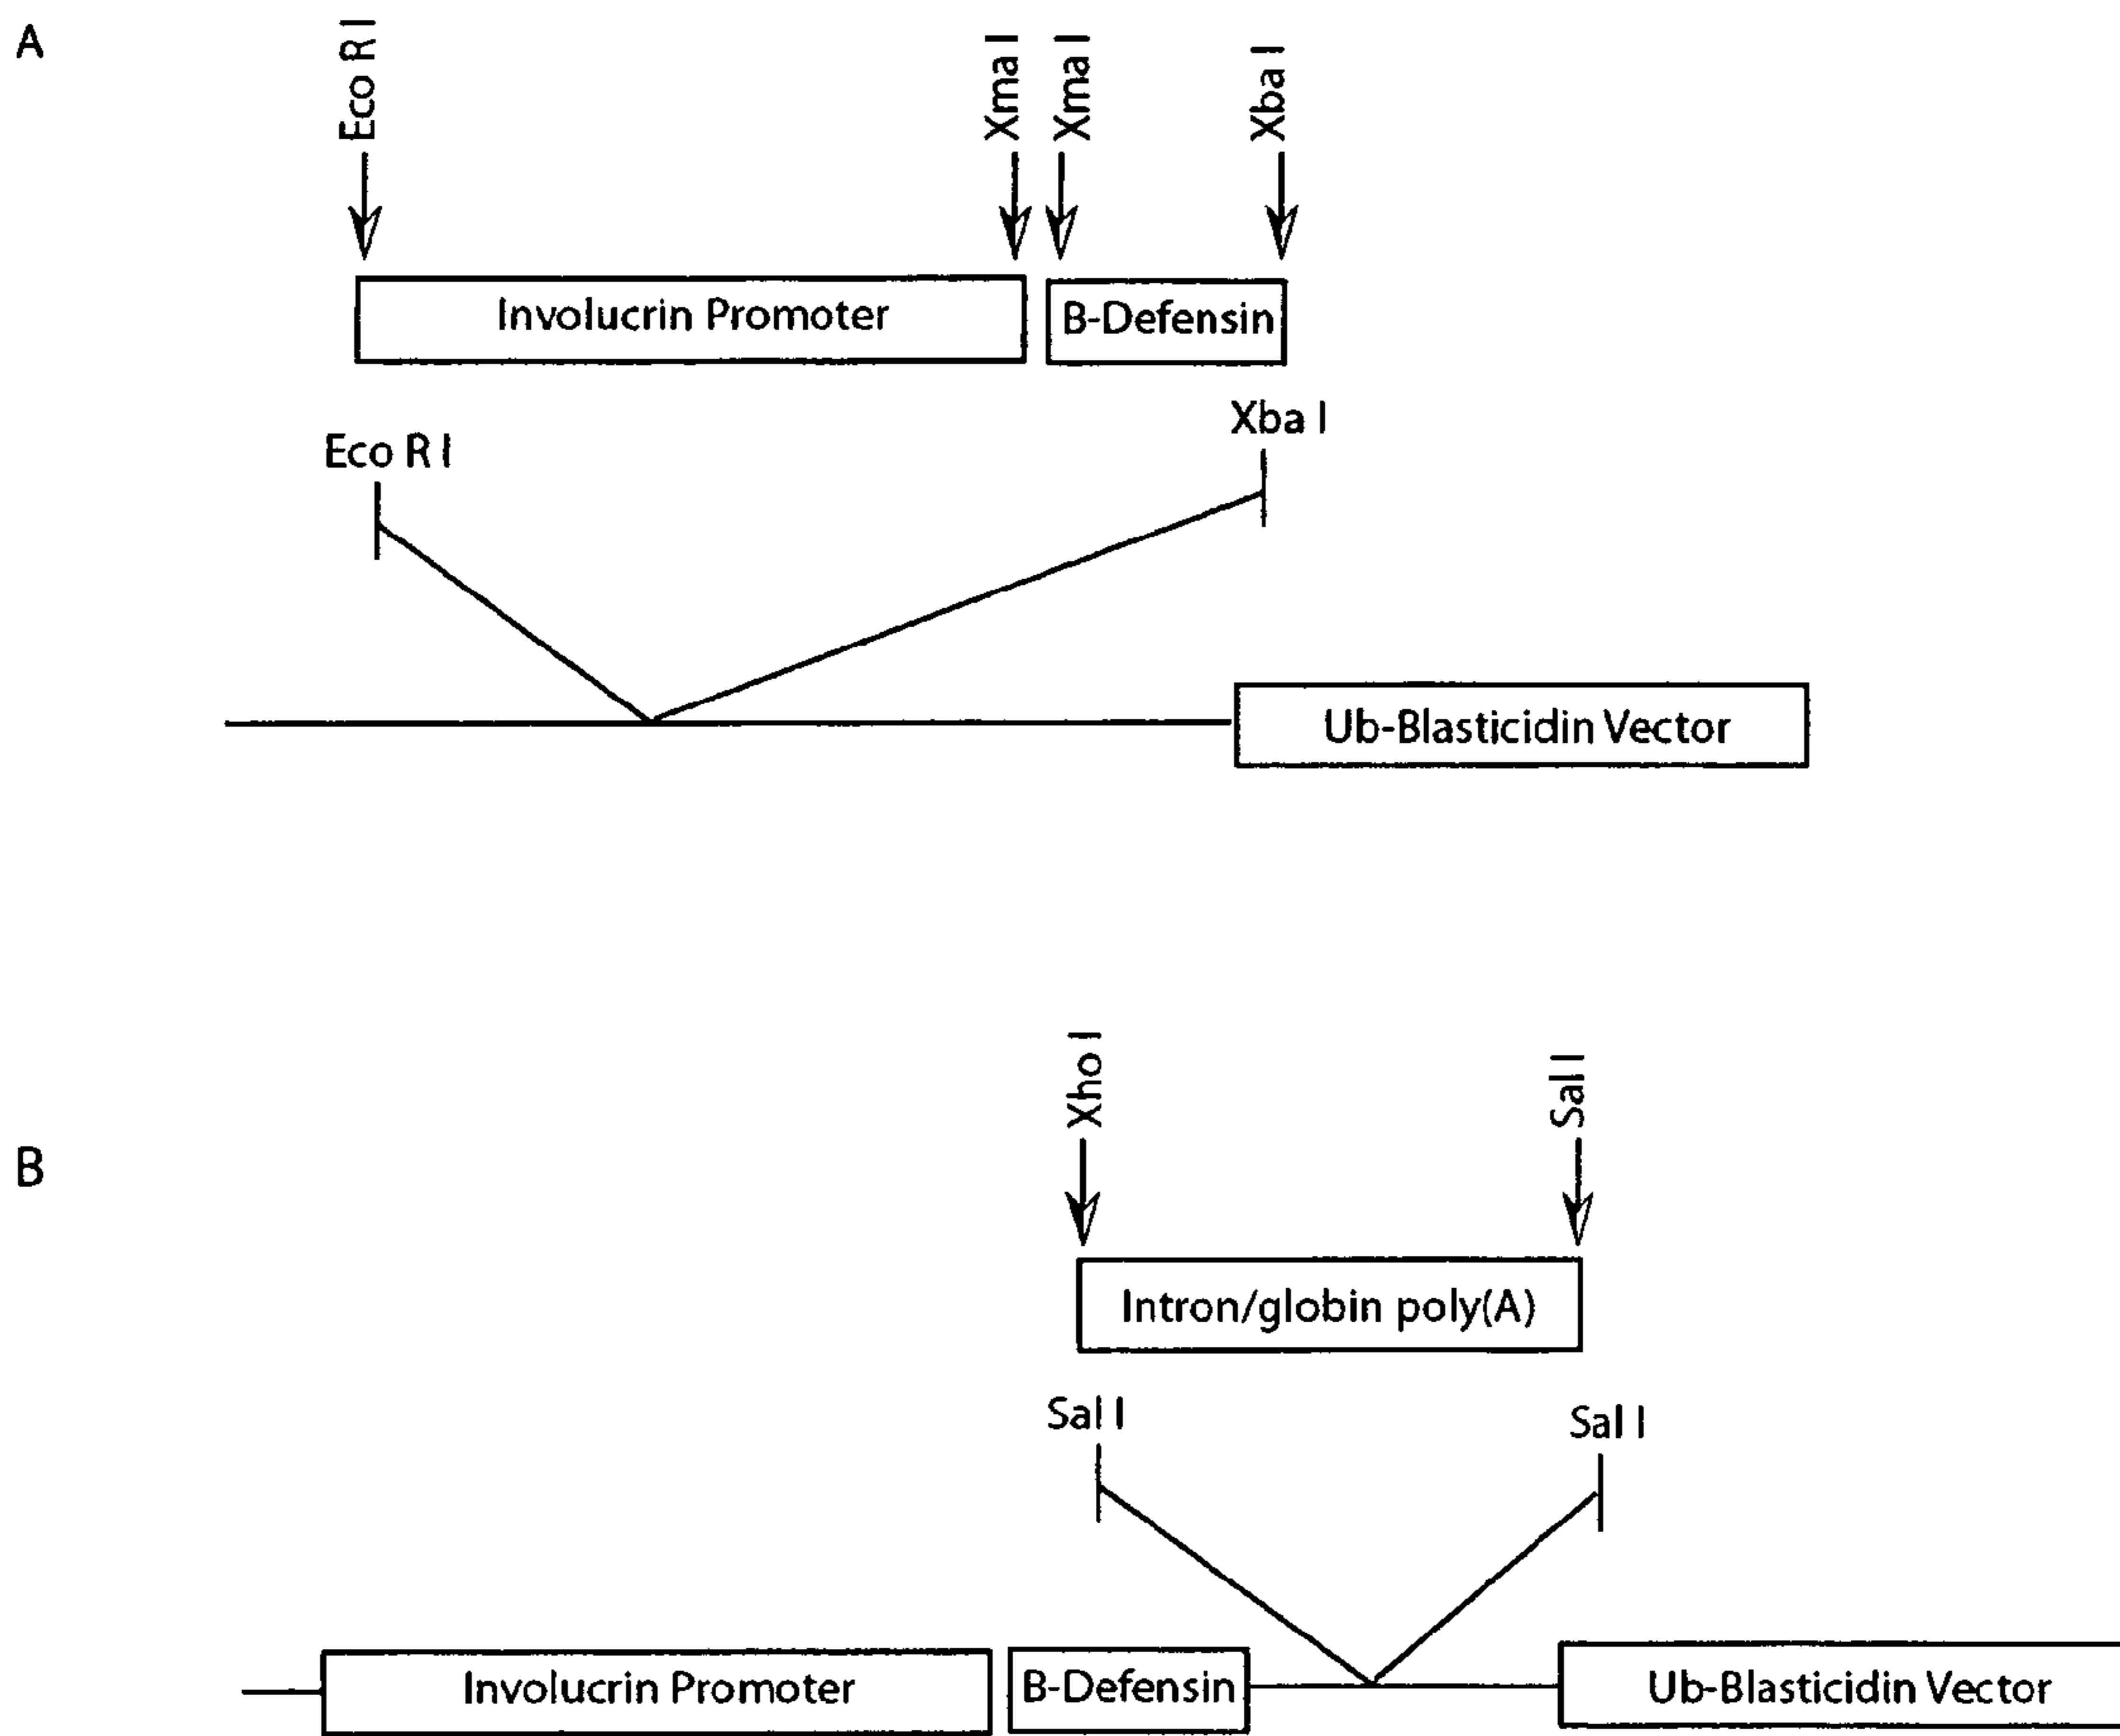 A
Eco R I
Xma I
Xma I
Xba I
Involucrin Promoter
B-Defensin
Eco R I
Xba I
Ub-Blasticidin Vector
B
Xho I
Sal I
Intron/globin poly(A)
Sal I
Sal I
Involucrin Promoter
B-Defensin
Ub-Blasticidin Vector